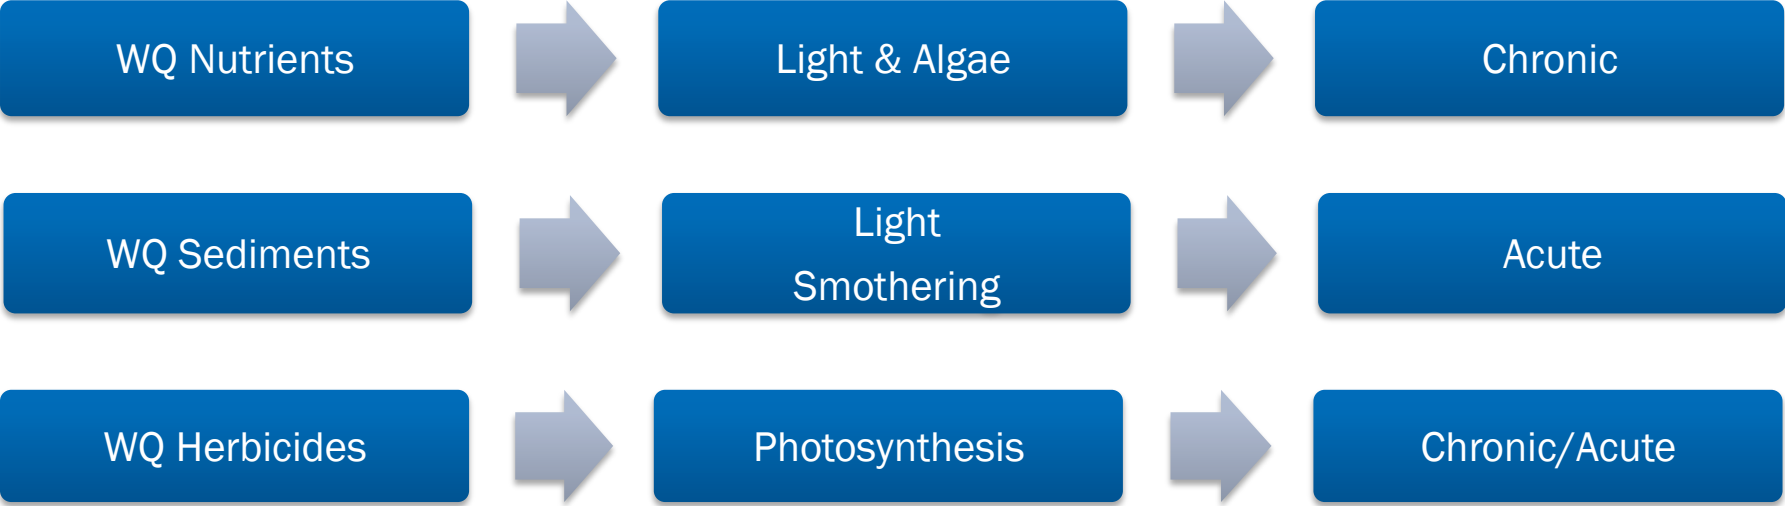 WQ Nutrients
Light & Algae
Chronic
WQ Sediments
Light
Smothering
Acute
WQ Herbicides
Photosynthesis
Chronic/Acute